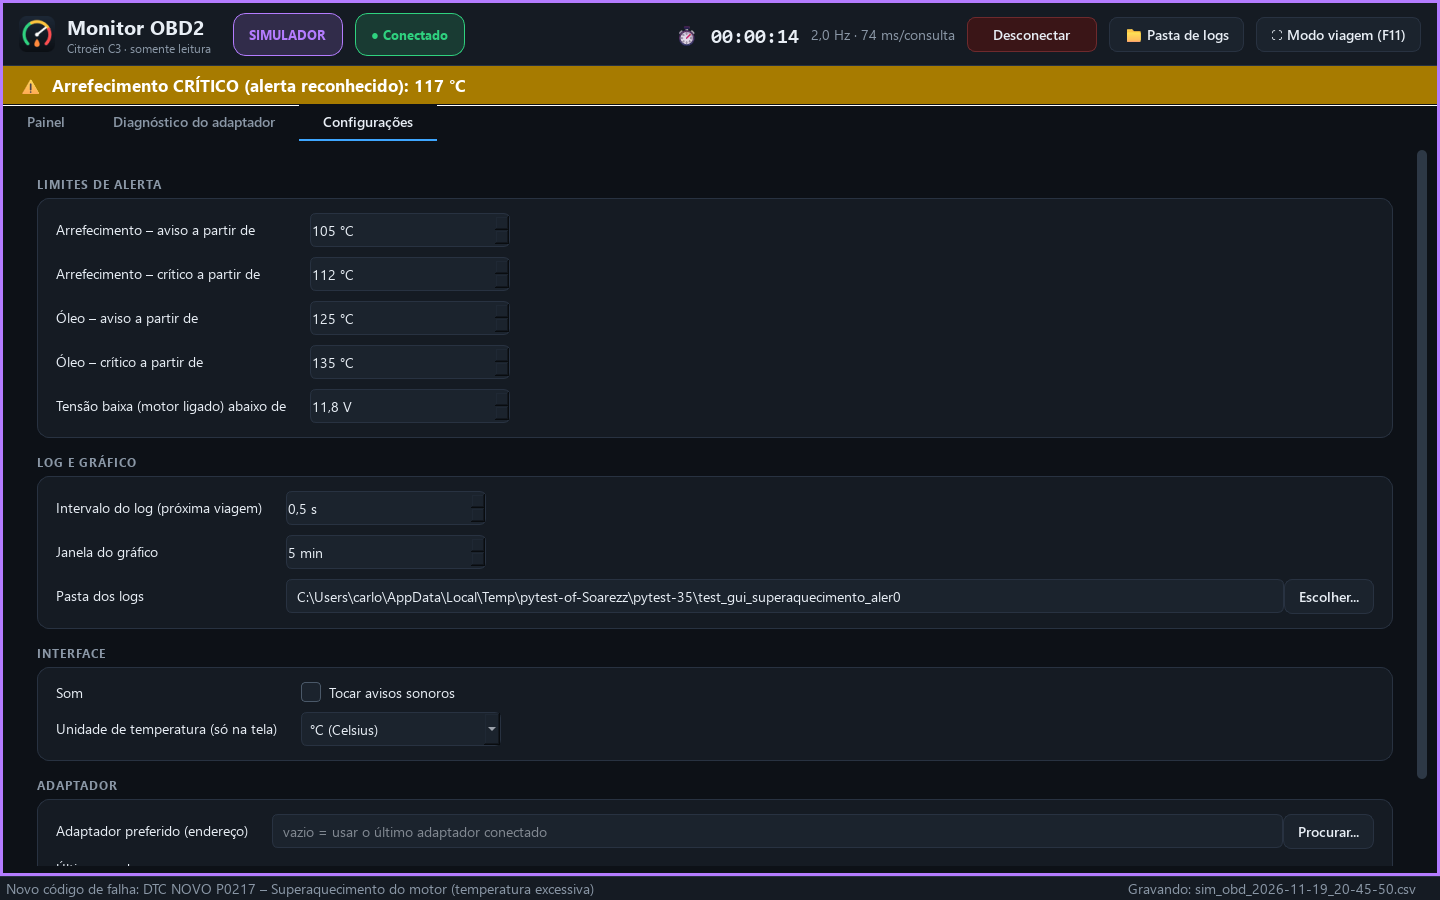 Monitor OBD2
Citroën C3 · somente leitura
SIMULADOR
● Conectado
00:00:14
2,0 Hz · 74 ms/consulta
Desconectar
Pasta de logs
Modo viagem (F11)
Arrefecimento CRÍTICO (alerta reconhecido): 117 °C
Painel
Diagnóstico do adaptador
Configurações
LIMITES DE ALERTA
Arrefecimento – aviso a partir de
105 °C
Arrefecimento – crítico a partir de
112 °C
Óleo – aviso a partir de
125 °C
Óleo – crítico a partir de
135 °C
Tensão baixa (motor ligado) abaixo de
11,8 V
LOG E GRÁFICO
Intervalo do log (próxima viagem)
0,5 s
Janela do gráfico
5 min
Pasta dos logs
C:\Users\carlo\AppData\Local\Temp\pytest-of-Soarezz\pytest-35\test_gui_superaquecimento_aler0
Escolher...
INTERFACE
Som
Tocar avisos sonoros
Unidade de temperatura (só na tela)
°C (Celsius)
ADAPTADOR
Adaptador preferido (endereço)
vazio = usar o último adaptador conectado
Procurar...
Novo código de falha: DTC NOVO P0217 – Superaquecimento do motor (temperatura excessiva)
Gravando: sim_obd_2026-11-19_20-45-50.csv